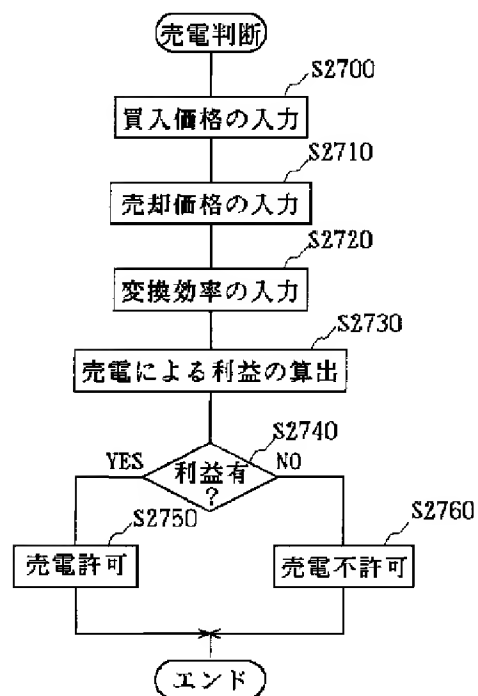 売電判断
S2700
買入価格の入力
S2710
売却価格の入力
S2720
変換効率の入力
S2730
売電による利益の算出
S2740
YES
利益有
?
NO
S2750
売電許可
S2760
売電不許可
エンド